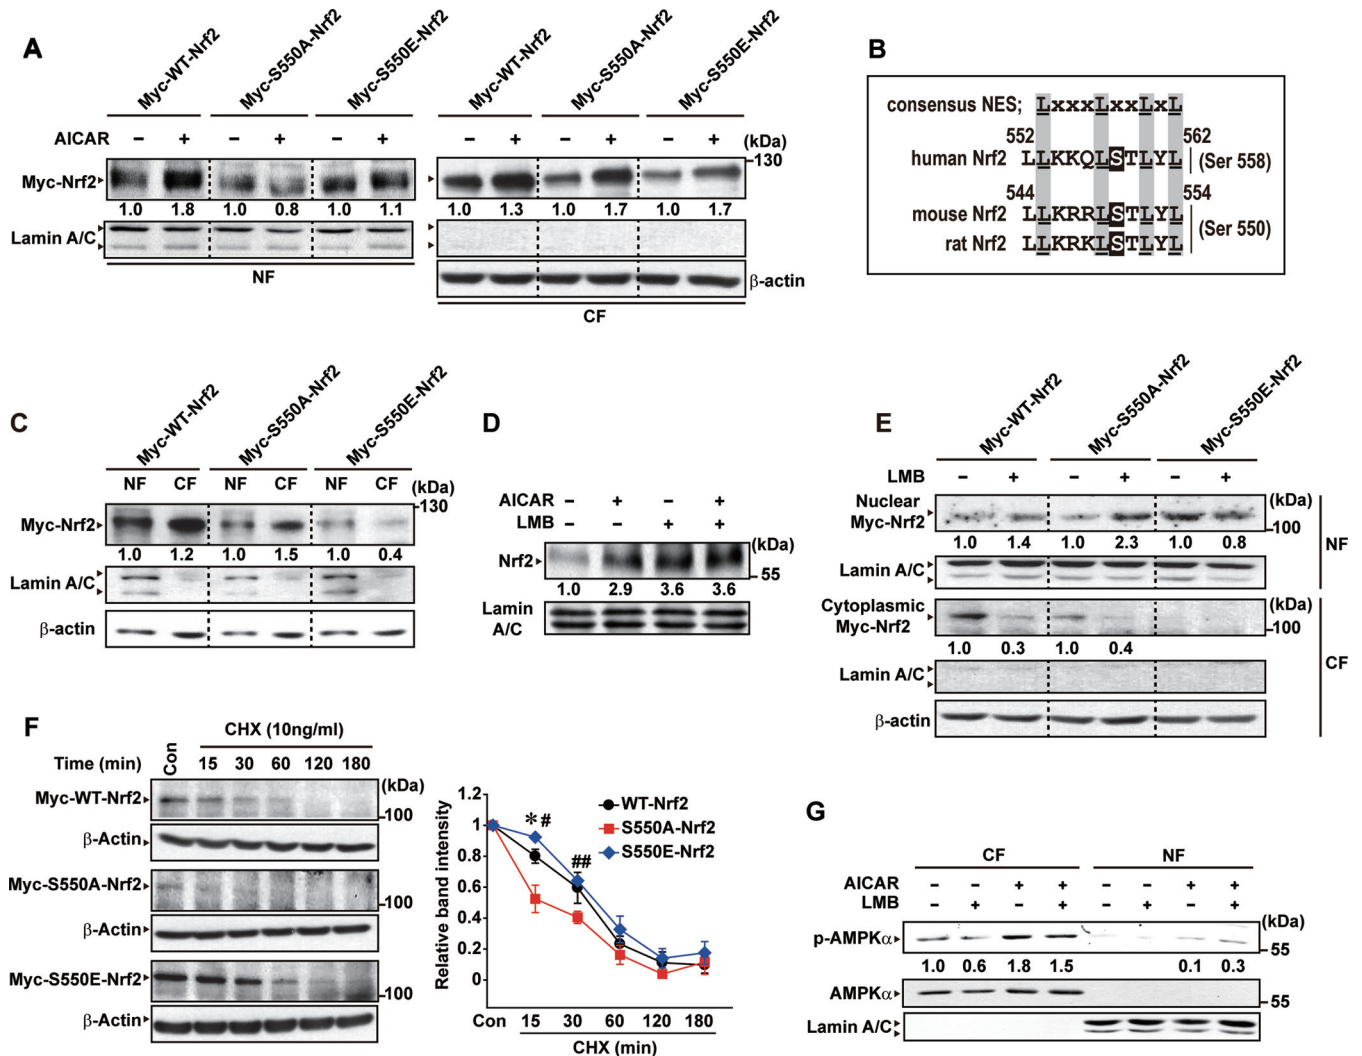 A
Myc-WT-Nrf2 Myc-S550A-Nrf2 Myc-S550E-Nrf2 Myc-WT-Nrf2 Myc-S550A-Nrf2 Myc-S550E-Nrf2
AICAR – + – + – + – + – + – + (kDa)
Myc-Nrf2 130
1.0 1.8 1.0 0.8 1.0 1.1 1.0 1.3 1.0 1.7 1.0 1.7
Lamin A/C
NF
β-actin
CF
B
consensus NES; LxxxLxxLxL
552 562
human Nrf2 LLKKQLSTLYL (Ser 558)
544 554
mouse Nrf2 LLKRRLSTLYL
(Ser 550)
rat Nrf2 LLKRKLSTLYL
C
Myc-WT-Nrf2 Myc-S550A-Nrf2 Myc-S550E-Nrf2
NF CF NF CF NF CF (kDa)
130
Myc-Nrf2
1.0 1.2 1.0 1.5 1.0 0.4
Lamin A/C
β-actin
D
AICAR – + – +
LMB – – + +
(kDa)
Nrf2
55
1.0 2.9 3.6 3.6
Lamin
A/C
E
Myc-WT-Nrf2 Myc-S550A-Nrf2 Myc-S550E-Nrf2
LMB – + – + – +
Nuclear (kDa)
Myc-Nrf2 100
1.0 1.4 1.0 2.3 1.0 0.8
NF
Lamin A/C
Cytoplasmic (kDa)
Myc-Nrf2 100
1.0 0.3 1.0 0.4
CF
Lamin A/C
β-actin
F
CHX (10ng/ml)
Time (min) Con 15 30 60 120 180
(kDa)
Myc-WT-Nrf2
100
β-Actin
Myc-S550A-Nrf2
100
β-Actin
Myc-S550E-Nrf2
100
β-Actin
Relative band intensity
1.2
1
0.8
0.6
0.4
0.2
0
* #
##
WT-Nrf2
S550A-Nrf2
S550E-Nrf2
Con 15 30 60 120 180
CHX (min)
G
CF NF
AICAR – – + + – – + +
LMB – + – + – + – +
(kDa)
p-AMPKα
55
1.0 0.6 1.8 1.5 0.1 0.3
AMPKα
55
Lamin A/C